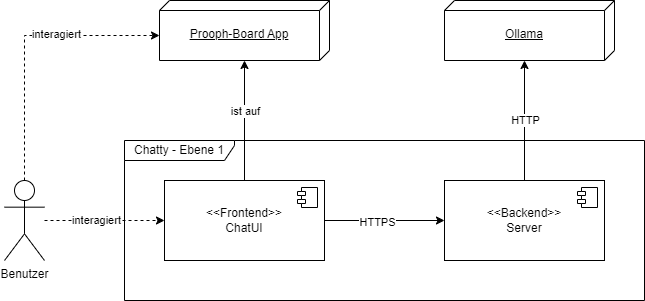 interagiert
Prooph-Board App
Ollama
ist auf
HTTP
Chatty - Ebene 1
<<Frontend>>
ChatUI
<<Backend>>
Server
interagiert
HTTPS
Benutzer